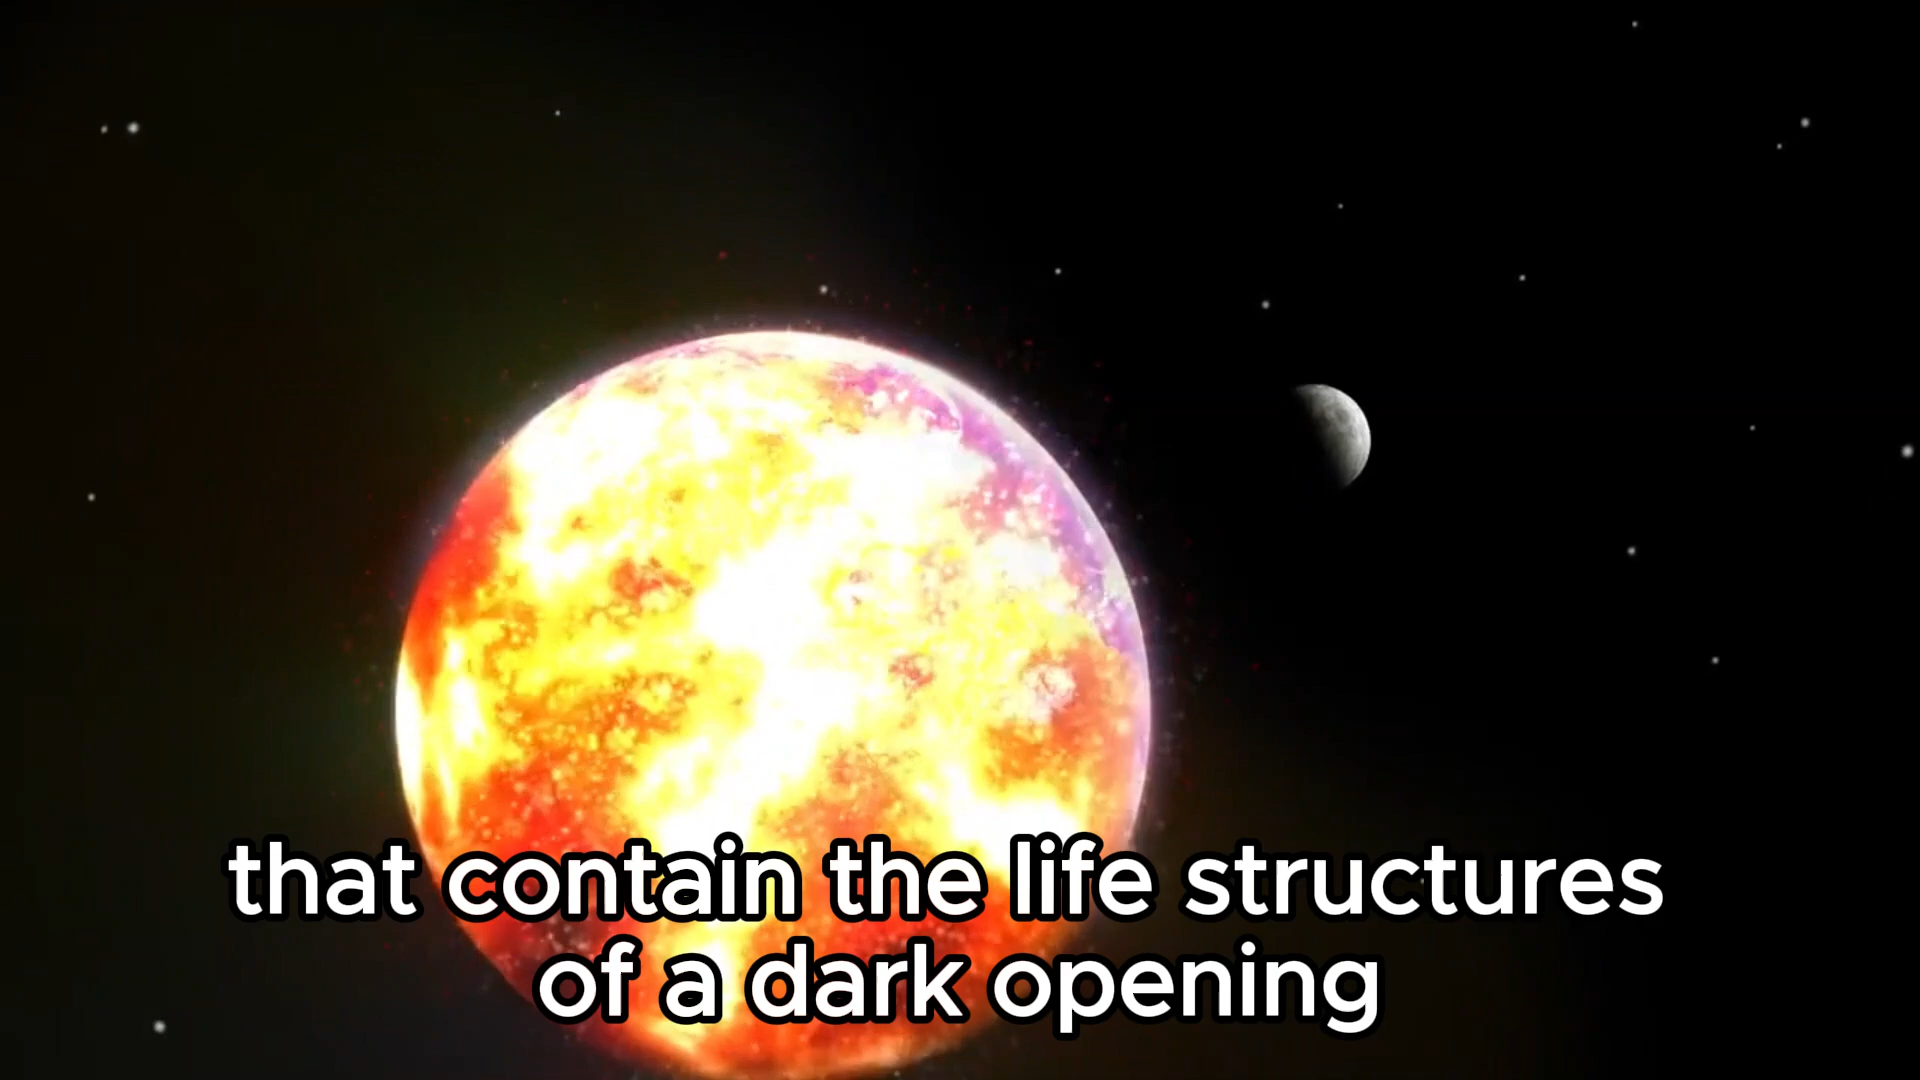 that contain the life structures
of a dark opening